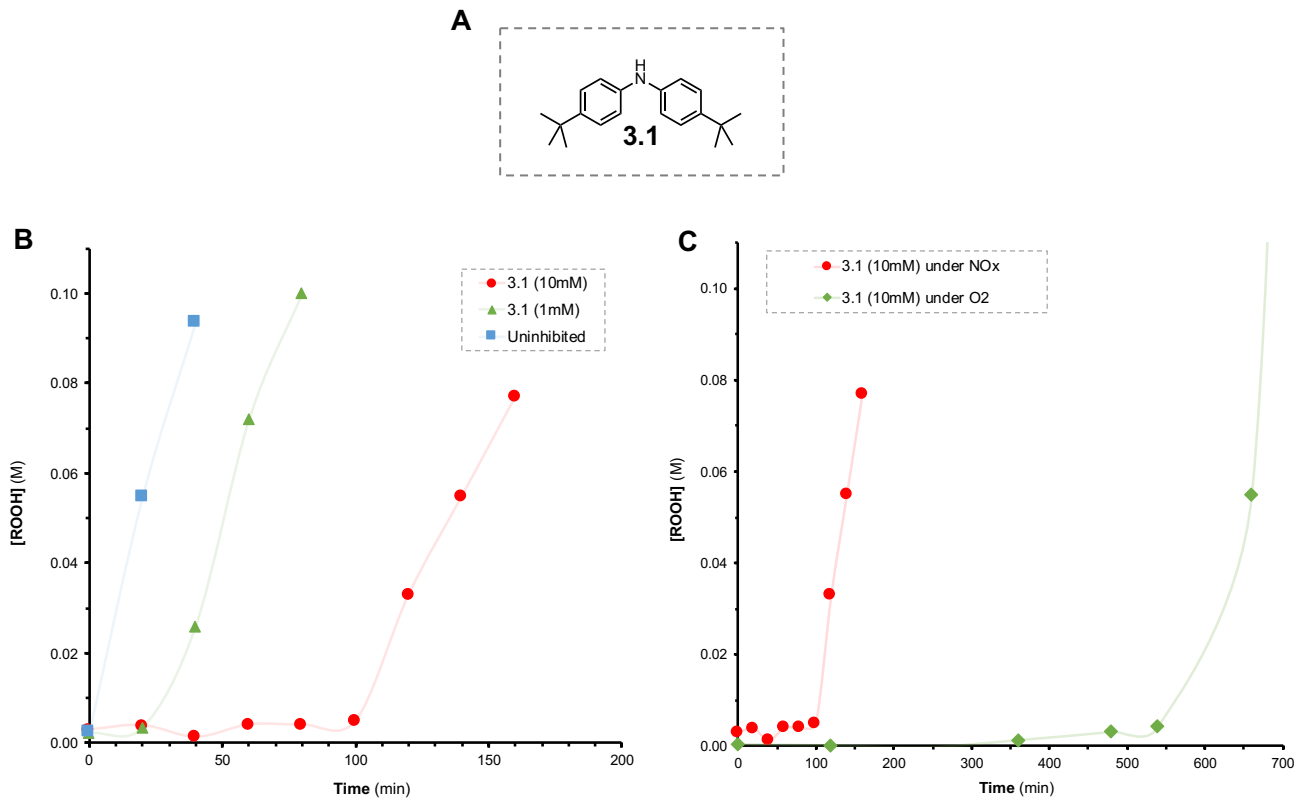 A
H
N
3.1
B
3.1 (10mM)
3.1 (1mM)
Uninhibited
0.10
0.08
0.06
0.04
0.02
0.00
[ROOH] (M)
0
50
100
150
200
Time (min)
C
3.1 (10mM) under NOx
3.1 (10mM) under O2
0.10
0.08
0.06
0.04
0.02
0.00
[ROOH] (M)
0
100
200
300
400
500
600
700
Time (min)